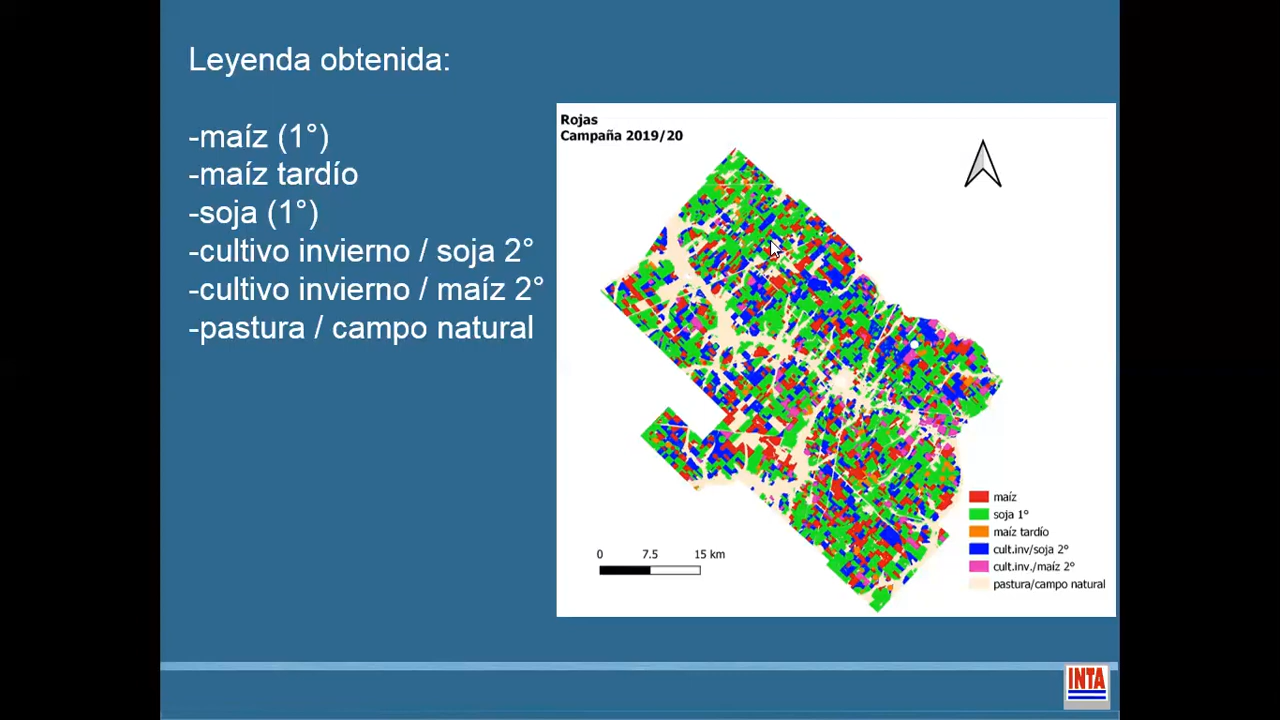 Leyenda obtenida:
-maíz (1°)
-maíz tardío
-soja (1°)
-cultivo invierno / soja 2°
-cultivo invierno / maíz 2°
-pastura / campo natural
Rojas
Campaña 2019/20
maíz
soja 1°
maíz tardío
cult.inv/soja 2°
cult.inv./maíz 2°
pastura/campo natural
0 7.5 15 km
INTA